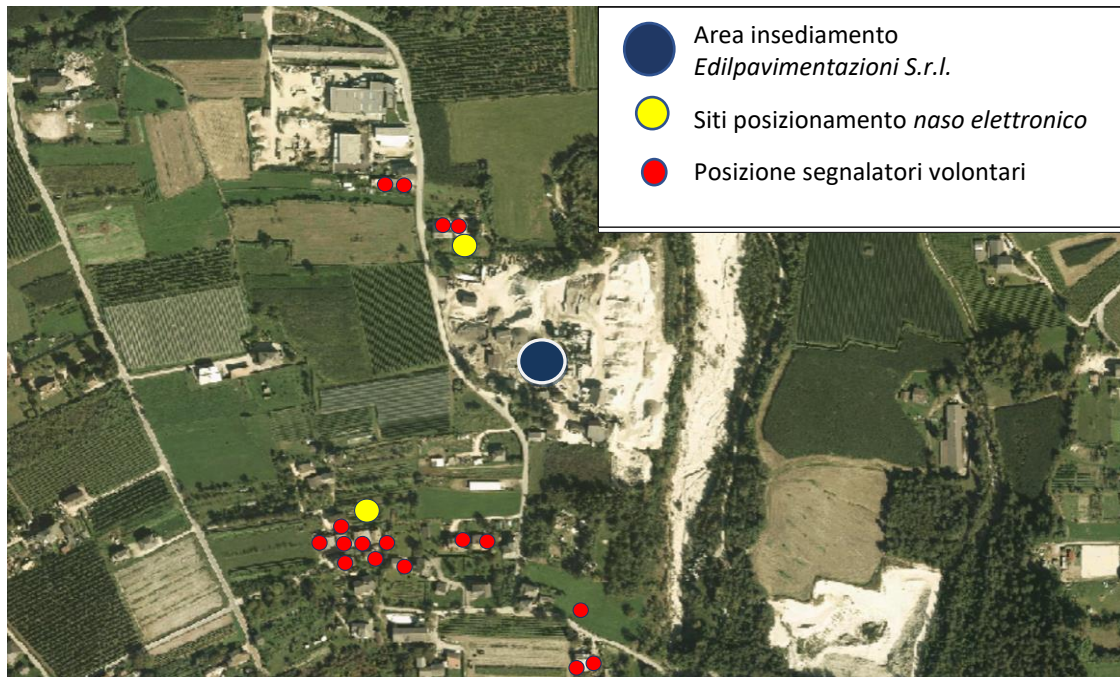 Area insediamento
Edilpavimentazioni S.r.l.
Siti posizionamento naso elettronico
Posizione segnalatori volontari